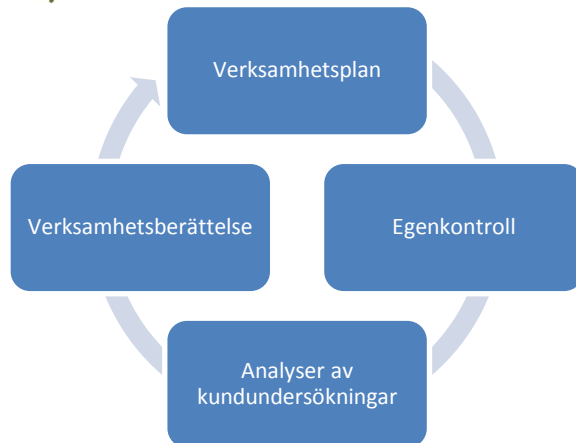 Verksamhetsplan
Verksamhetsberättelse
Egenkontroll
Analyser av
kundundersökningar